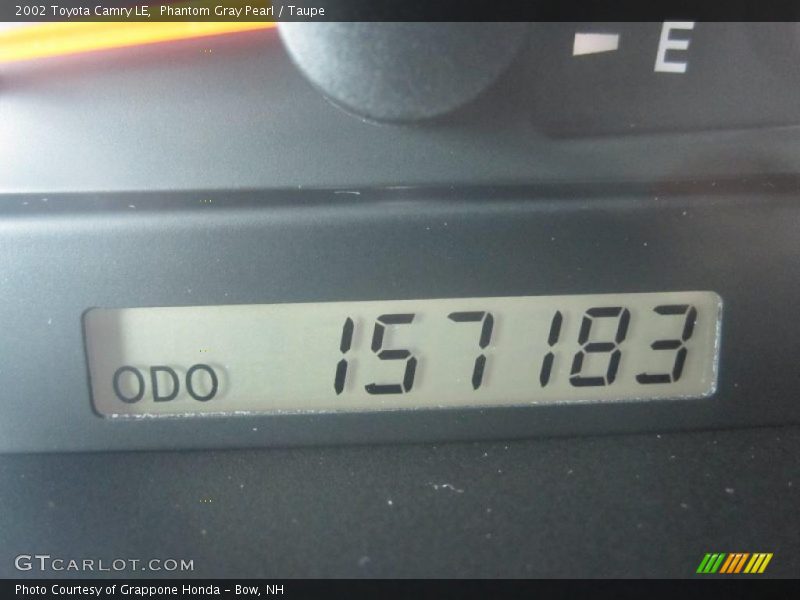 2002 Toyota Camry LE,  Phantom Gray Pearl / Taupe
E
ODO 157183
GTCARLOT.COM
Photo Courtesy of Grappone Honda - Bow, NH